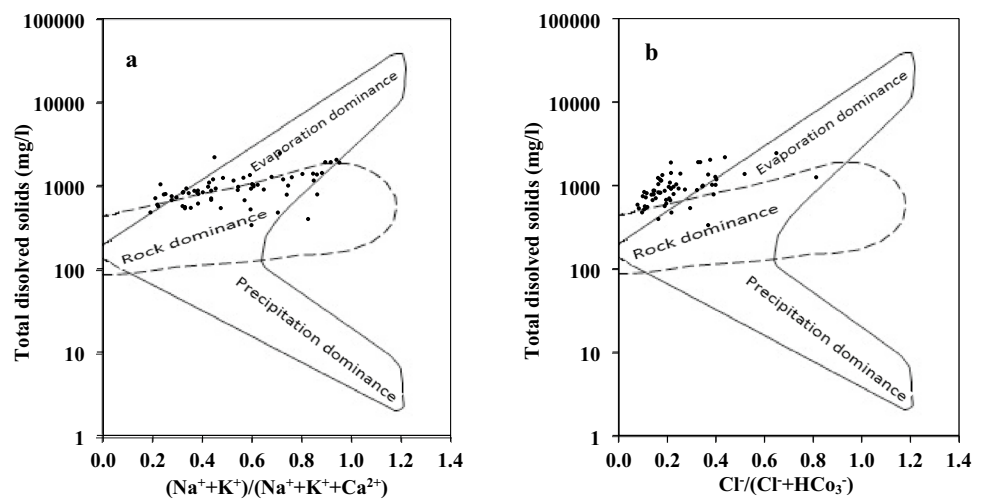 a
Total disolved solids (mg/l)
100000
10000
1000
100
10
1
Evaporation dominance
Rock dominance
Precipitation dominance
0.0 0.2 0.4 0.6 0.8 1.0 1.2 1.4
(Na⁺+K⁺)/(Na⁺+K⁺+Ca²⁺)
b
Total disolved solids (mg/l)
100000
10000
1000
100
10
1
Evaporation dominance
Rock dominance
Precipitation dominance
0.0 0.2 0.4 0.6 0.8 1.0 1.2 1.4
Cl⁻/(Cl⁻+HCo₃⁻)